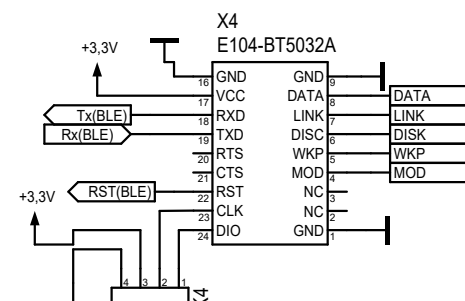 X4
E104-BT5032A
+3,3V
16 GND GND 9
17 VCC DATA 8 DATA
Tx(BLE) 18 RXD LINK 7 LINK
Rx(BLE) 19 TXD DISC 6 DISK
20 RTS WKP 5 WKP
21 CTS MOD 4 MOD
RST(BLE) 22 RST NC 3
+3,3V
23 CLK NC 2
24 DIO GND 1
4 3 2 1
X4